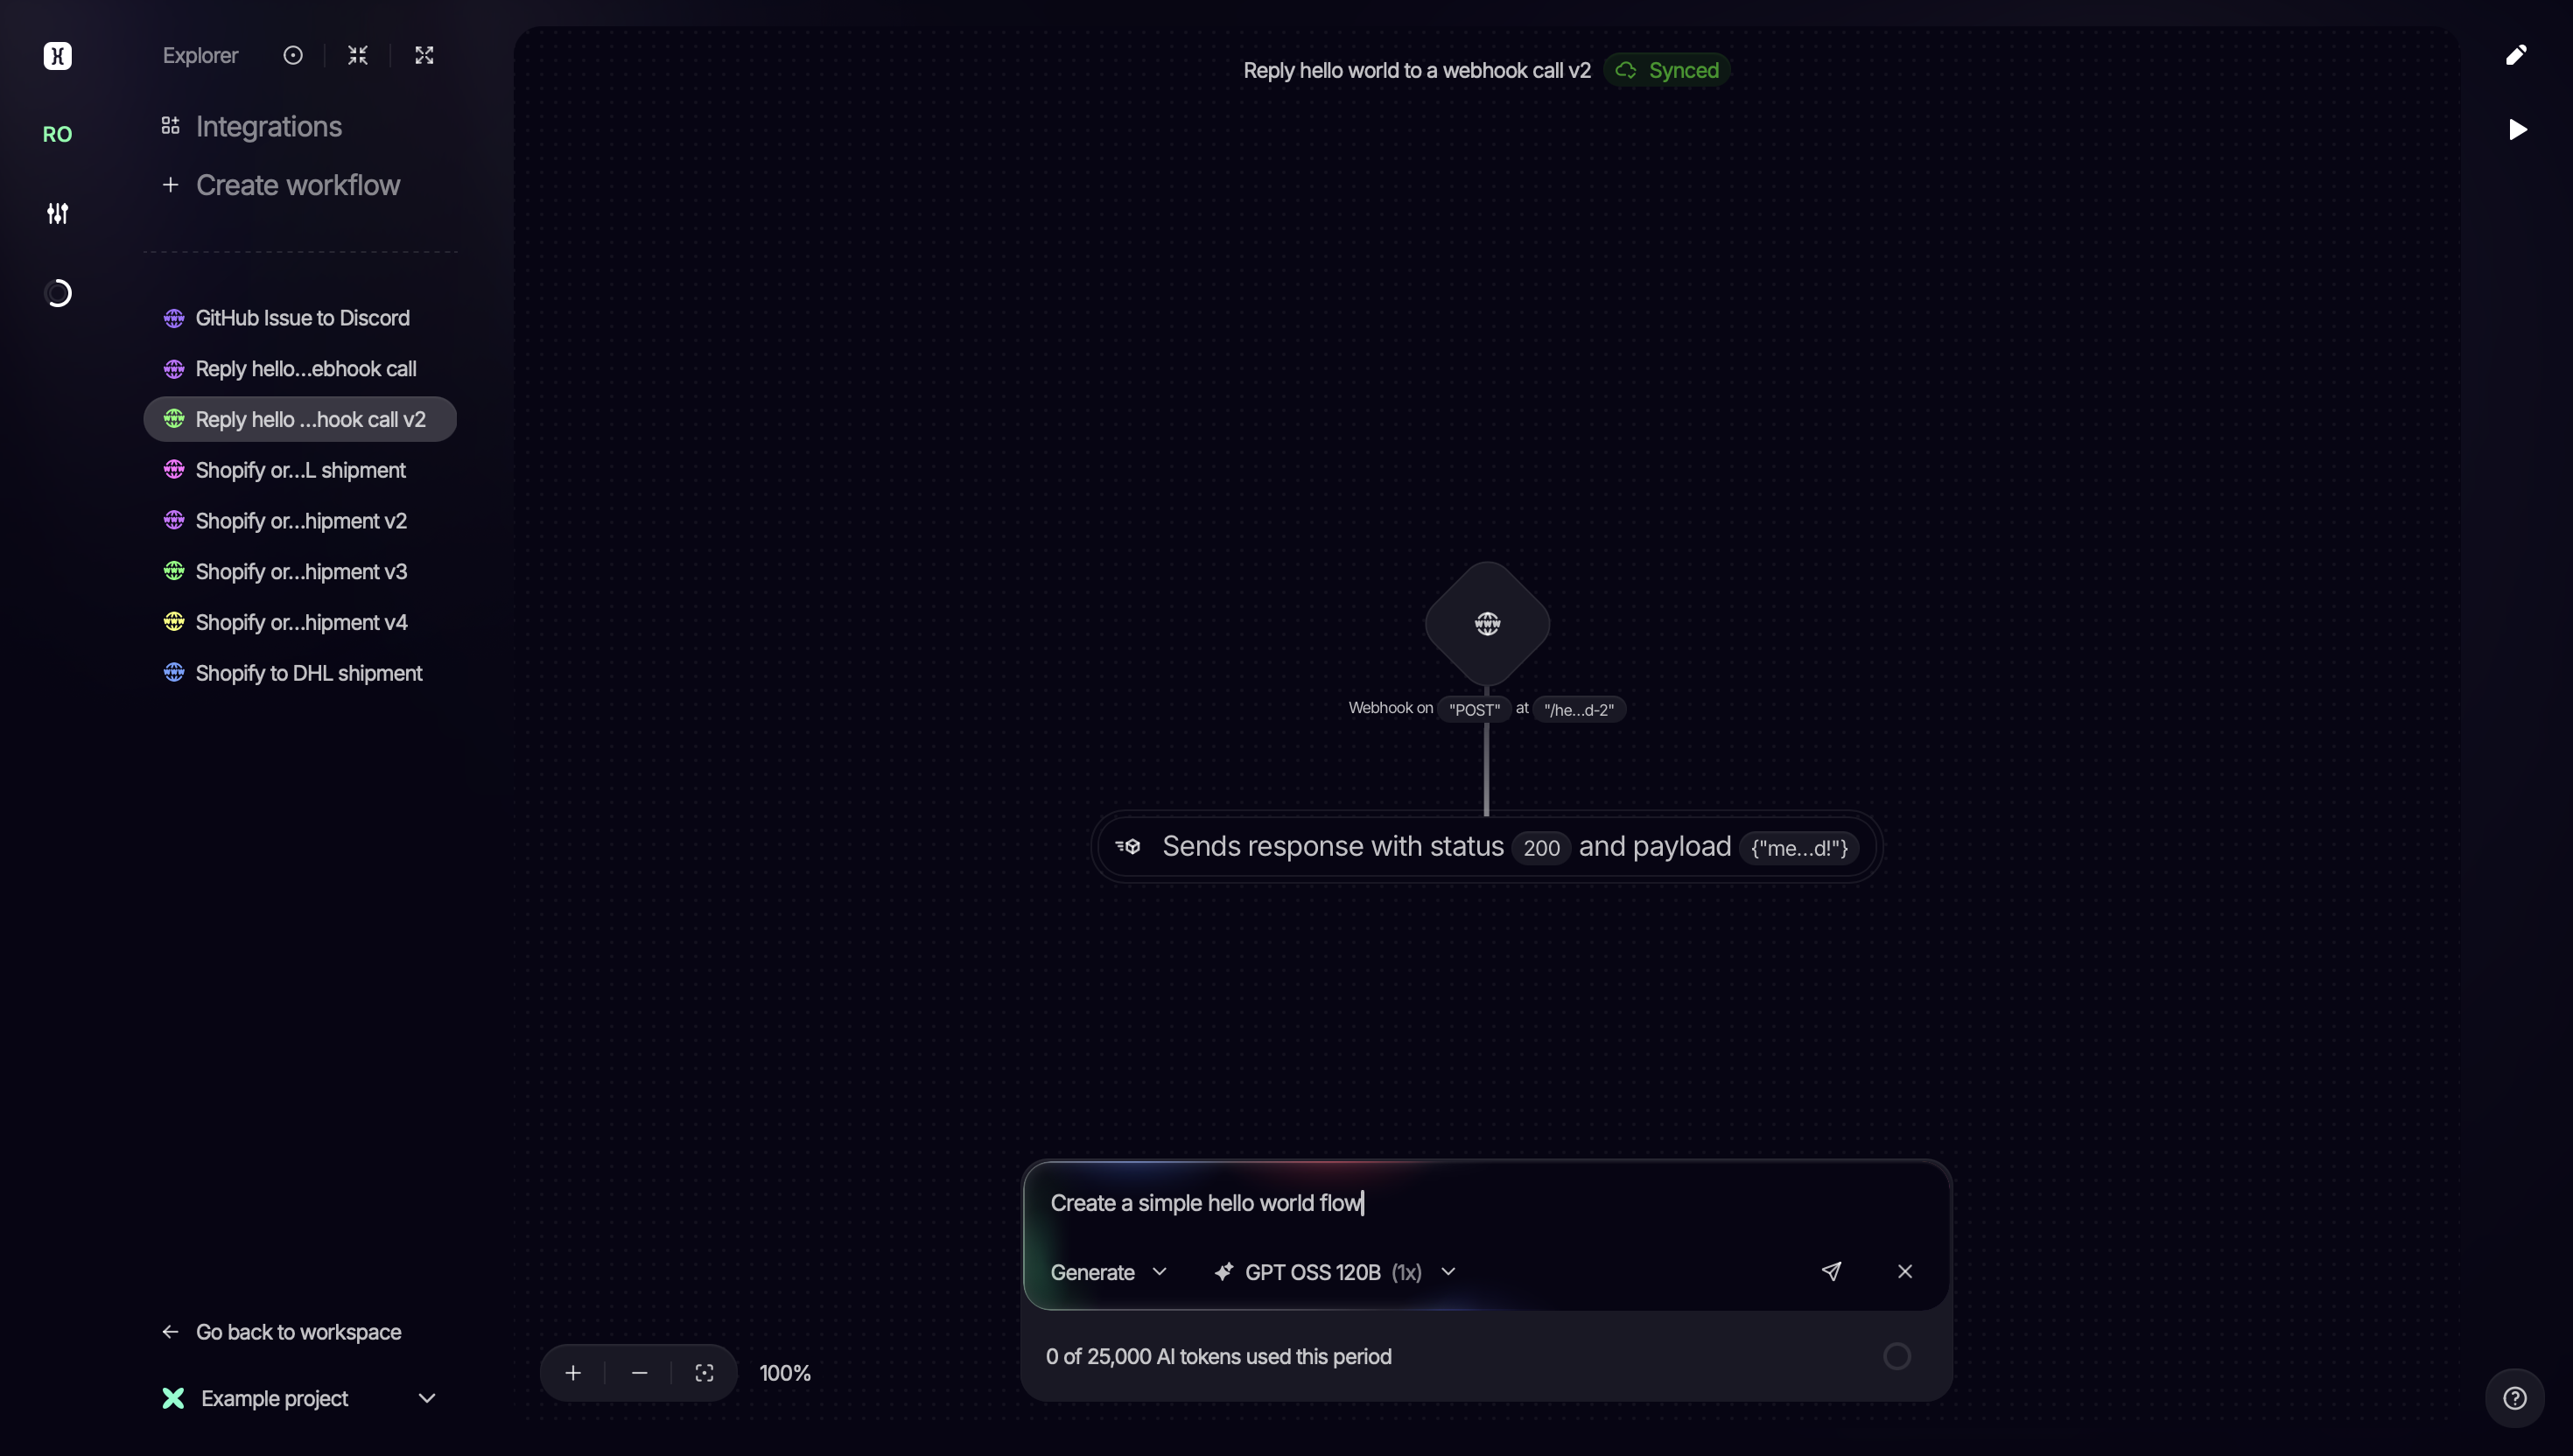 Explorer
RO
Integrations
Create workflow
GitHub Issue to Discord
Reply hello...ebhook call
Reply hello ...hook call v2
Shopify or...L shipment
Shopify or...hipment v2
Shopify or...hipment v3
Shopify or...hipment v4
Shopify to DHL shipment
Go back to workspace
Example project
Reply hello world to a webhook call v2 Synced
www
Webhook on "POST" at "/he...d-2"
Sends response with status 200 and payload {"me...d!"}
Create a simple hello world flow
Generate GPT OSS 120B (1x)
0 of 25,000 AI tokens used this period
100%